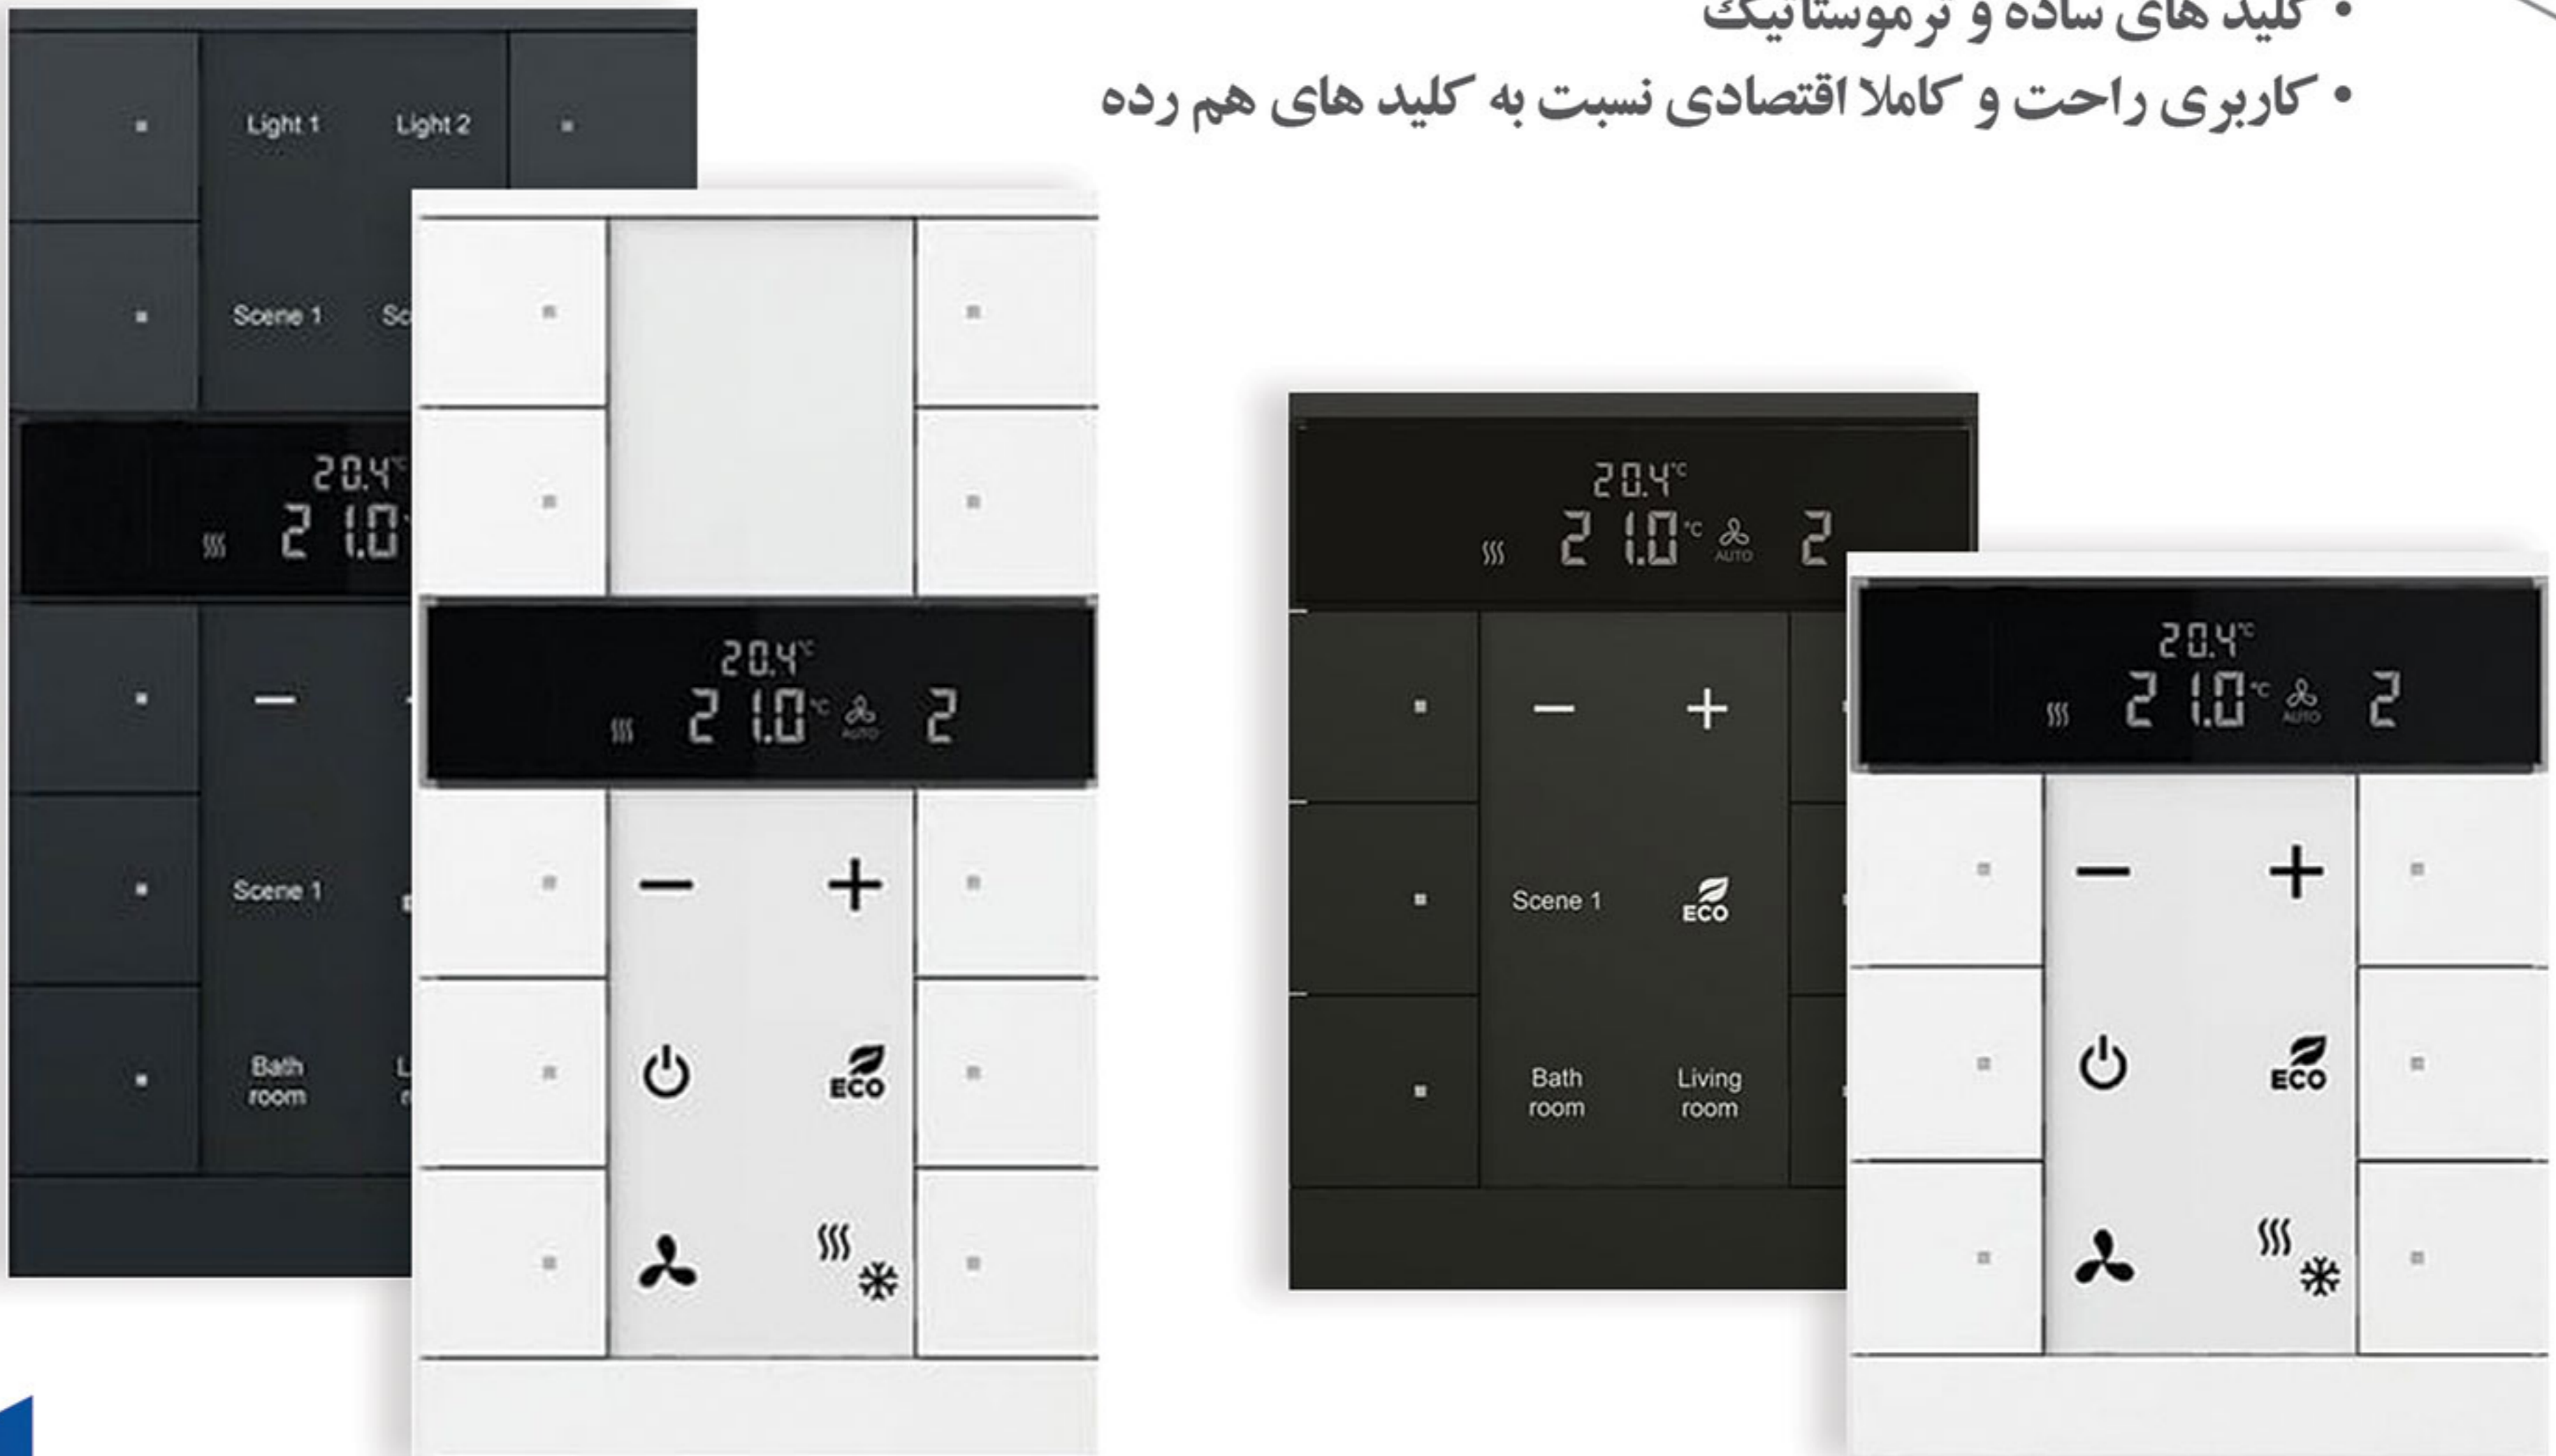 • کلید های ساده و ترموستاتیک
• کاربری راحت و کاملا اقتصادی نسبت به کلید های هم رده
Light 1 Light 2
Scene 1
20.4°C
21.0
—
Scene 1
Bath
room
20.4°C
21.0°C AUTO 2
— +
ECO
20.4°C
21.0°C AUTO 2
— +
Scene 1 ECO
Bath Living
room room
20.4°C
21.0°C AUTO 2
— +
ECO